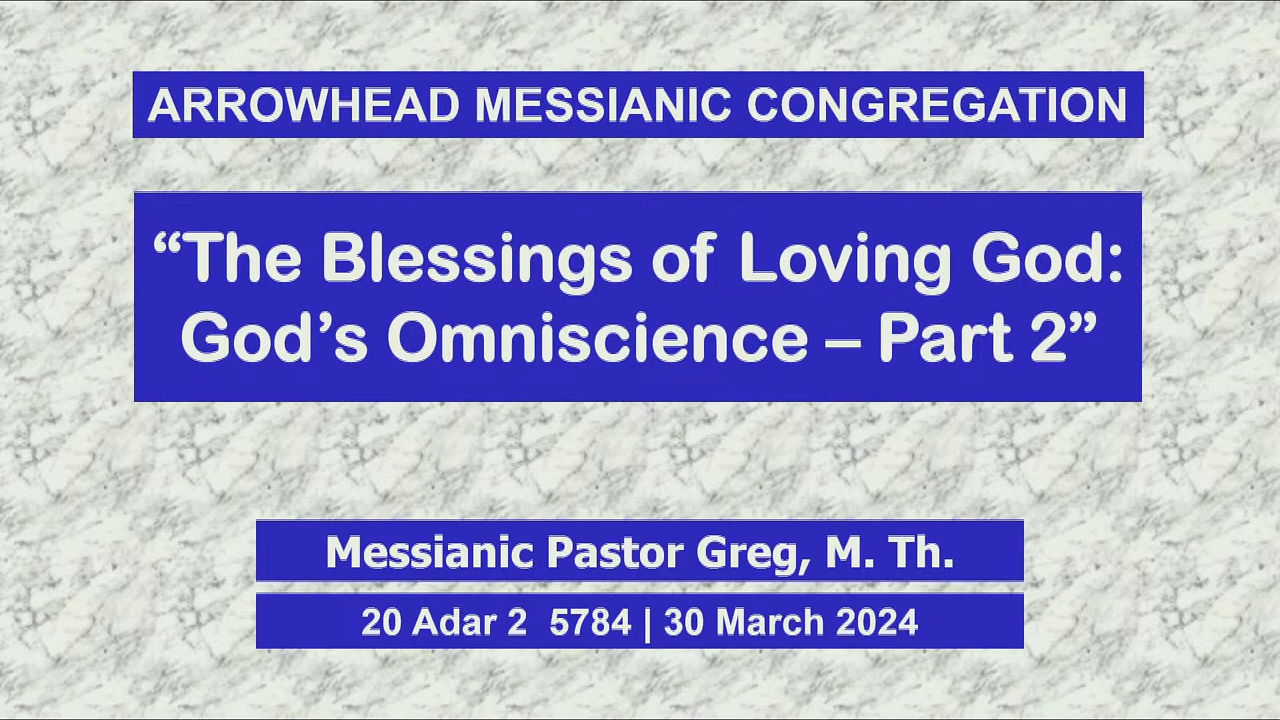 ARROWHEAD MESSIANIC CONGREGATION
“The Blessings of Loving God:
God’s Omniscience – Part 2”
Messianic Pastor Greg, M. Th.
20 Adar 2  5784 | 30 March 2024